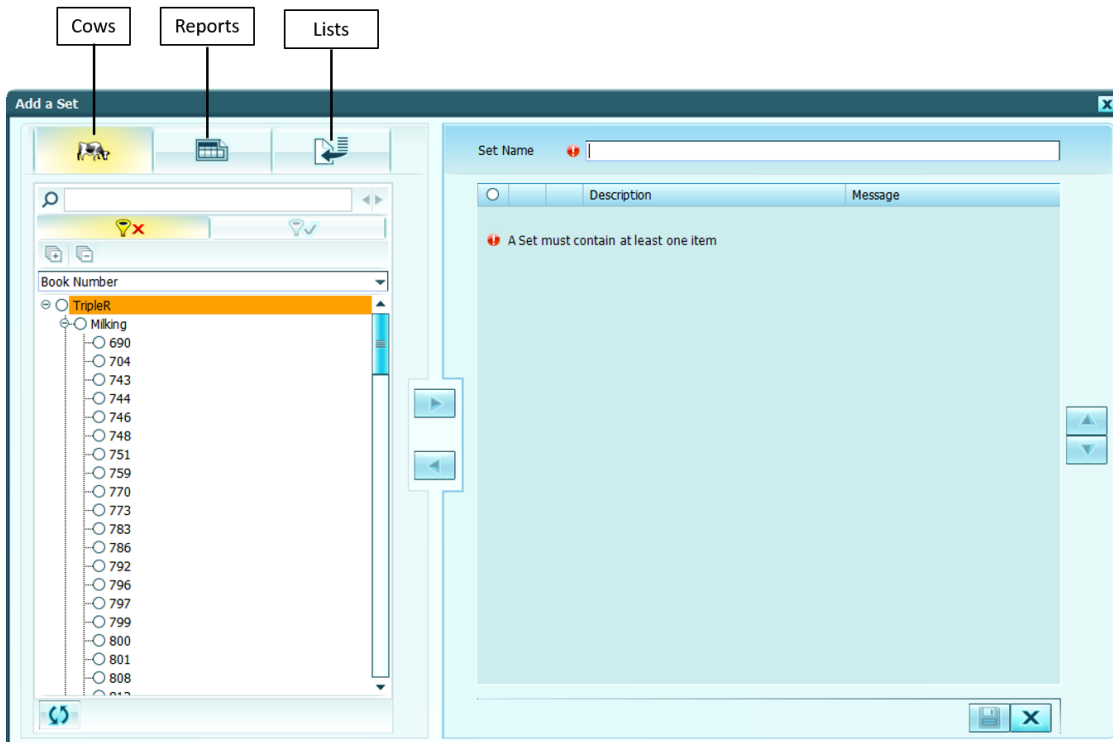 Cows
Reports
Lists
Add a Set
Set Name
Description Message
A Set must contain at least one item
Book Number
TripleR
Milking
690
704
743
744
746
748
751
759
770
773
783
786
792
796
797
799
800
801
808